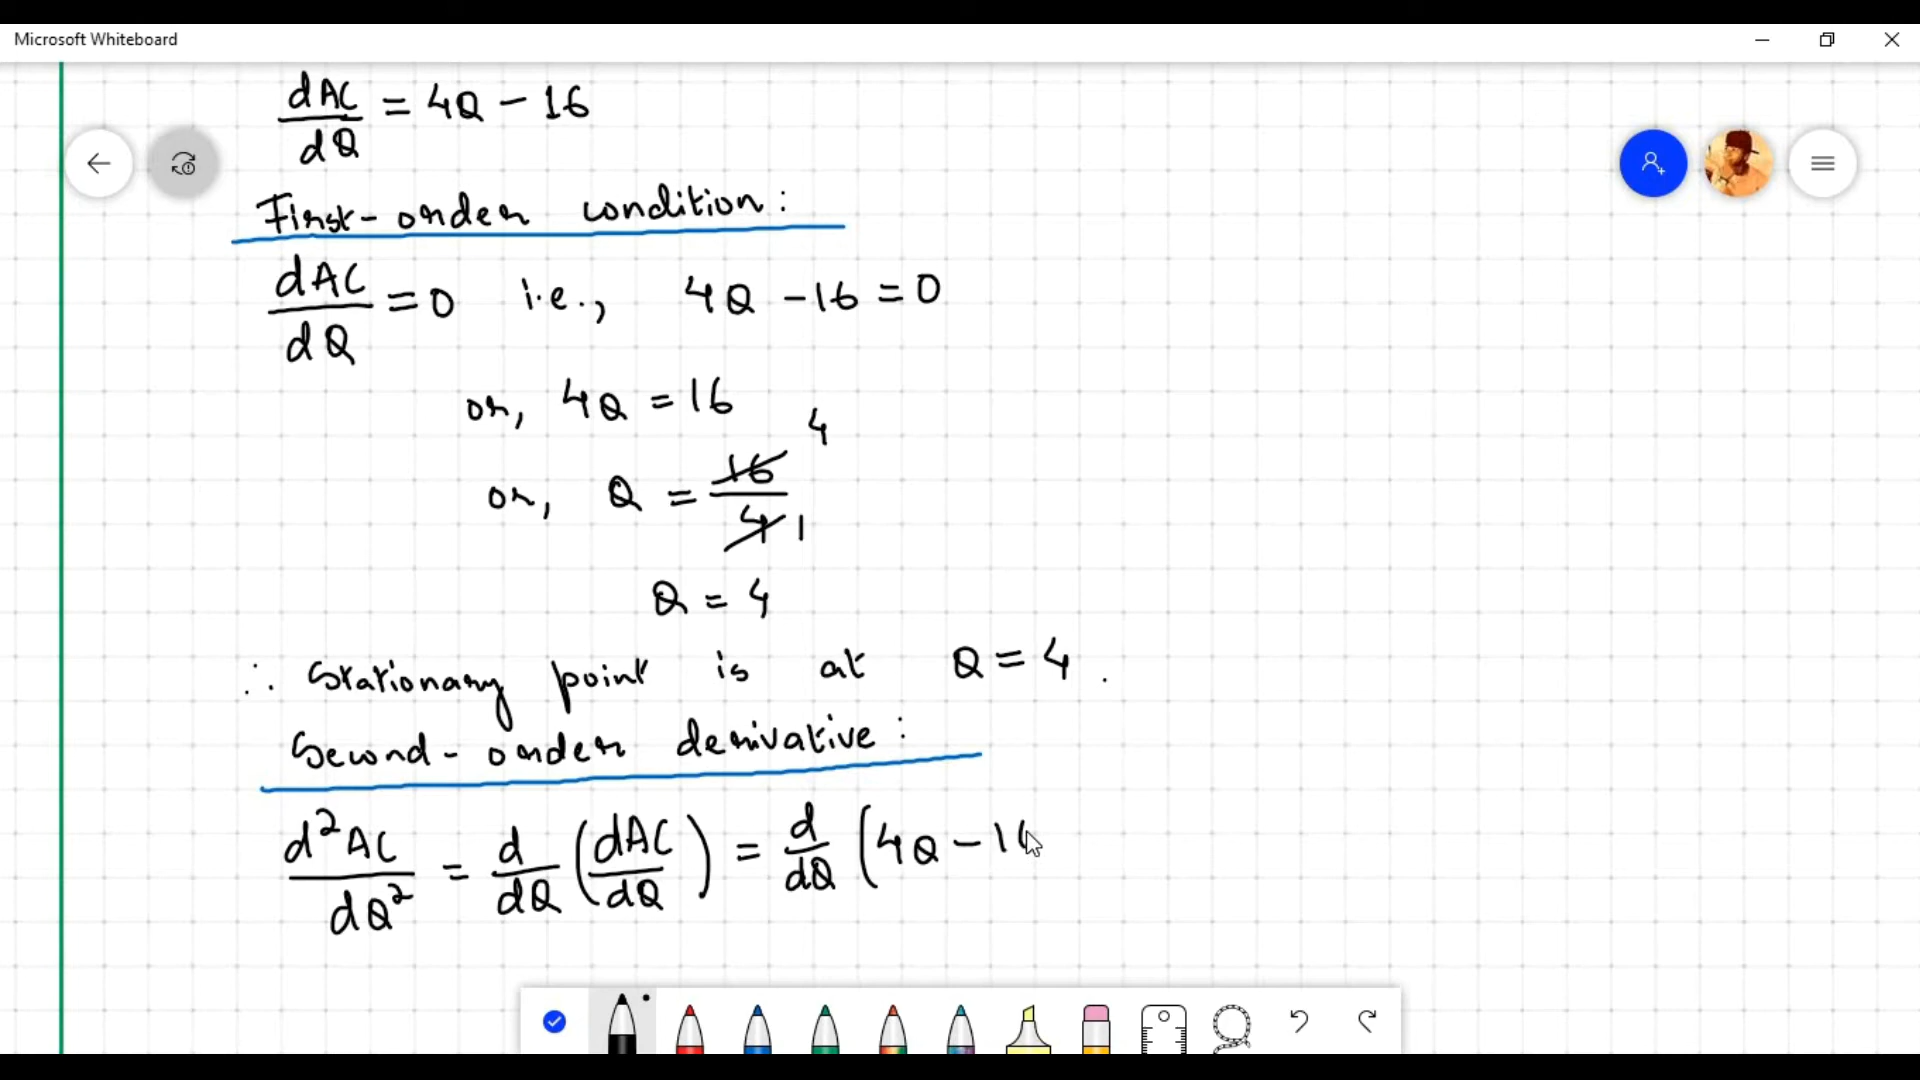 Microsoft Whiteboard
dAC/dQ = 4Q - 16
First-order condition:
dAC/dQ = 0 i.e., 4Q - 16 = 0
or, 4Q = 16
or, Q = 16/4 4 1
Q = 4
∴ Stationary point is at Q = 4.
Second-order derivative:
d²AC/dQ² = d/dQ (dAC/dQ) = d/dQ (4Q - 16